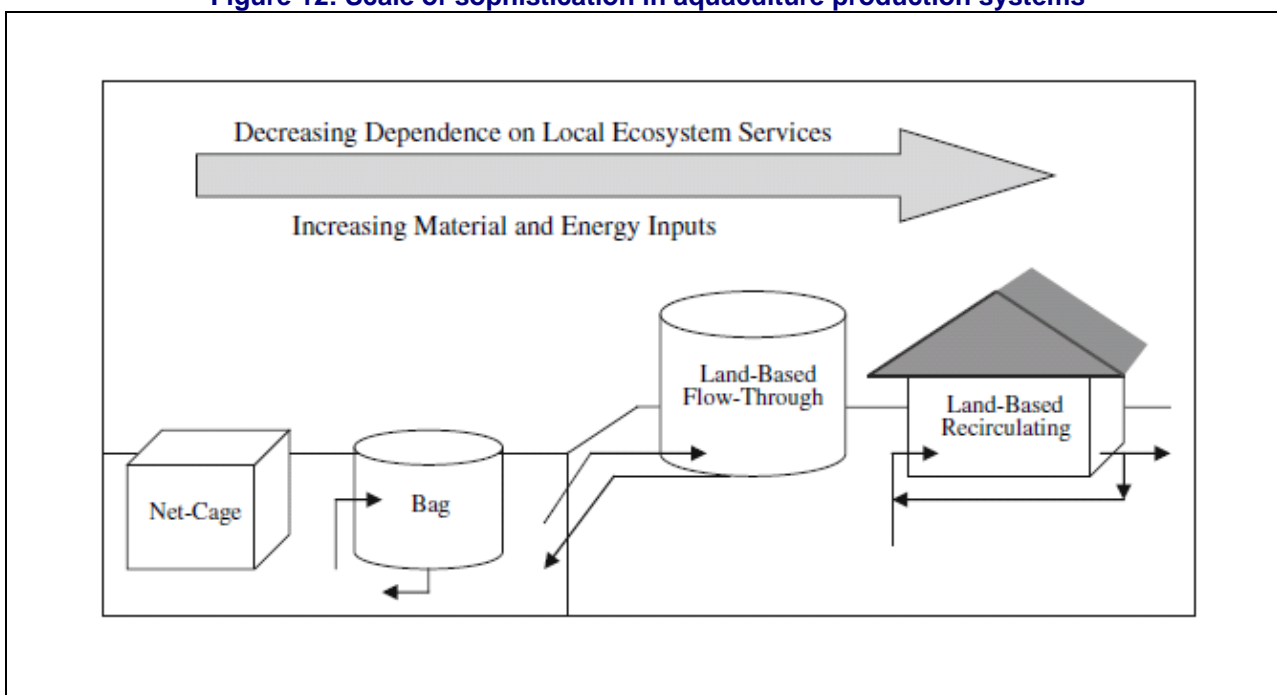 Figure 12: Scale of sophistication in aquaculture production systems
Decreasing Dependence on Local Ecosystem Services
Increasing Material and Energy Inputs
Net-Cage
Bag
Land-Based
Flow-Through
Land-Based
Recirculating